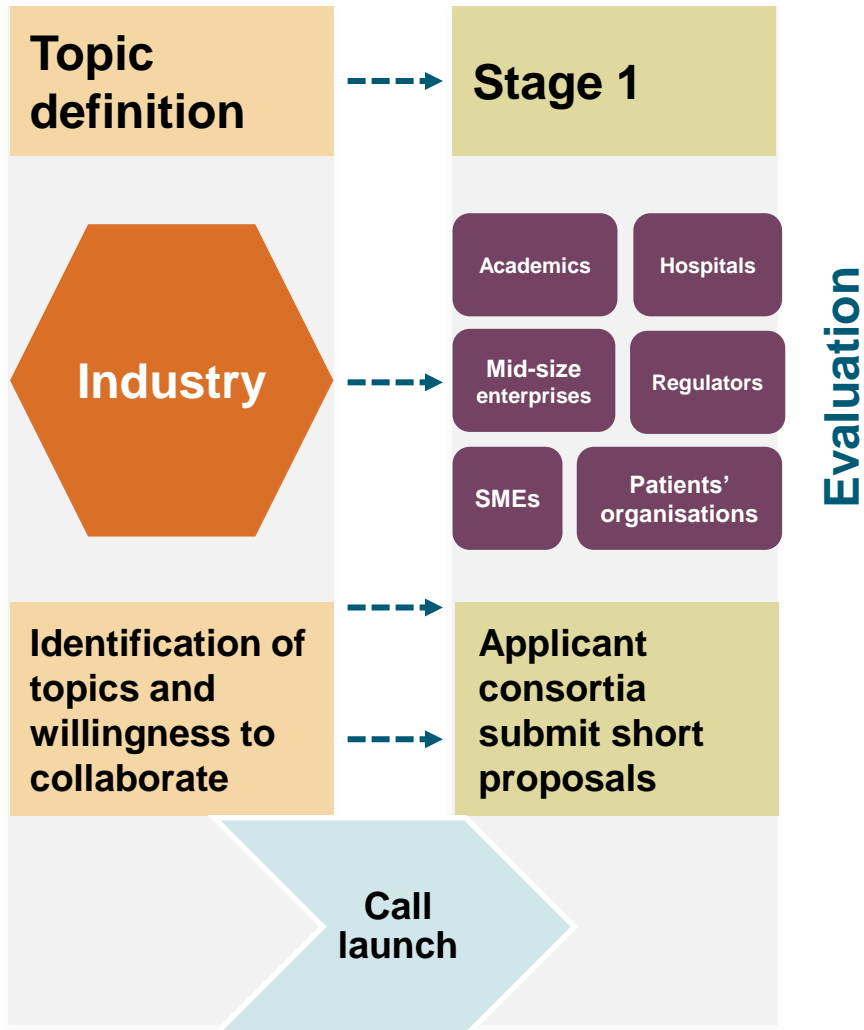 Topic
definition
Stage 1
Industry
Academics
Hospitals
Mid-size
enterprises
Regulators
SMEs
Patients’
organisations
Evaluation
Identification of
topics and
willingness to
collaborate
Applicant
consortia
submit short
proposals
Call
launch